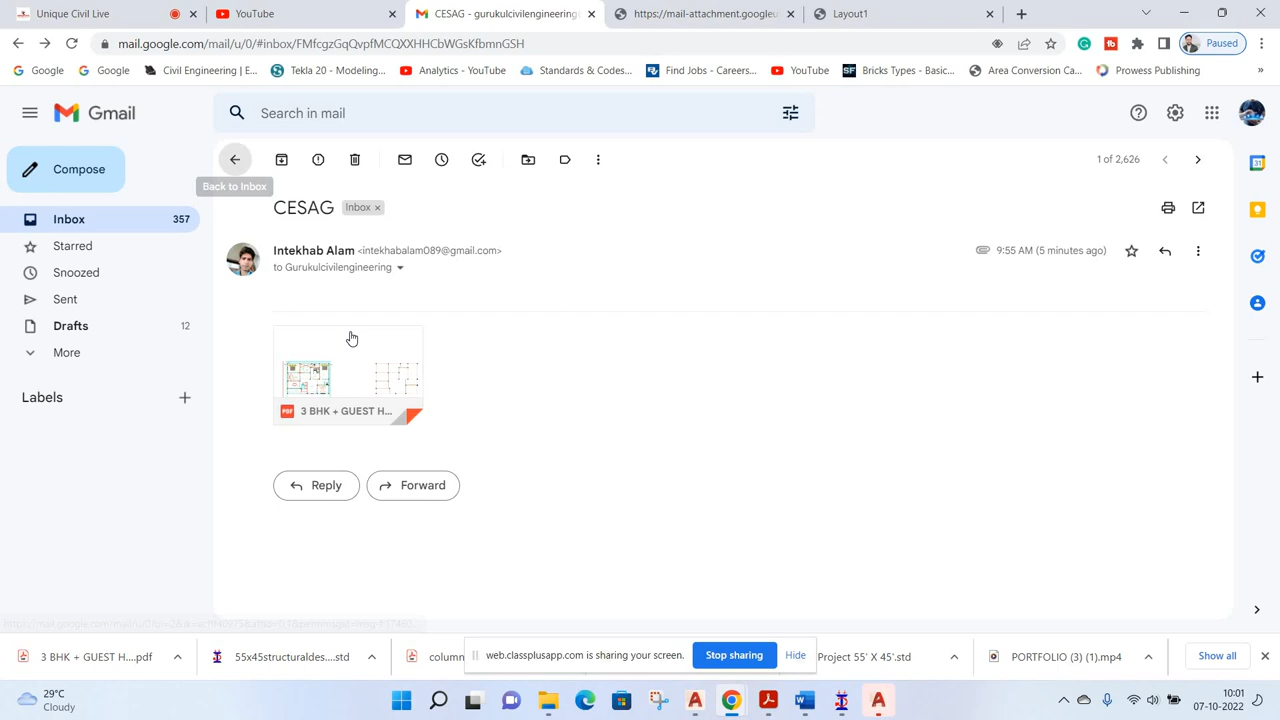 Unique Civil Live
YouTube
CESAG - gurukulcivilengineering
https://mail-attachment.googleu
Layout1
mail.google.com/mail/u/0/#inbox/FMfcgzGqQvpfMCQXXHHCbWGsKfbmnGSH
Paused
Google
Google
Civil Engineering | E...
Tekla 20 - Modeling...
Analytics - YouTube
Standards & Codes...
Find Jobs - Careers...
YouTube
Bricks Types - Basic...
Area Conversion Ca...
Prowess Publishing
Gmail
Search in mail
Compose
Back to Inbox
1 of 2,626
CESAG
Inbox ×
Inbox 357
Starred
Snoozed
Sent
Drafts 12
More
Labels
Intekhab Alam <intekhabalam089@gmail.com>
to Gurukulcivilengineering
9:55 AM (5 minutes ago)
PDF 3 BHK + GUEST H...
Reply
Forward
3 BHK + GUEST H....pdf
55x45structuraldes....std
column
web.classplusapp.com is sharing your screen.
Stop sharing
Hide
Project 55' X 45'.std
PORTFOLIO (3) (1).mp4
Show all
29°C
Cloudy
10:01
07-10-2022